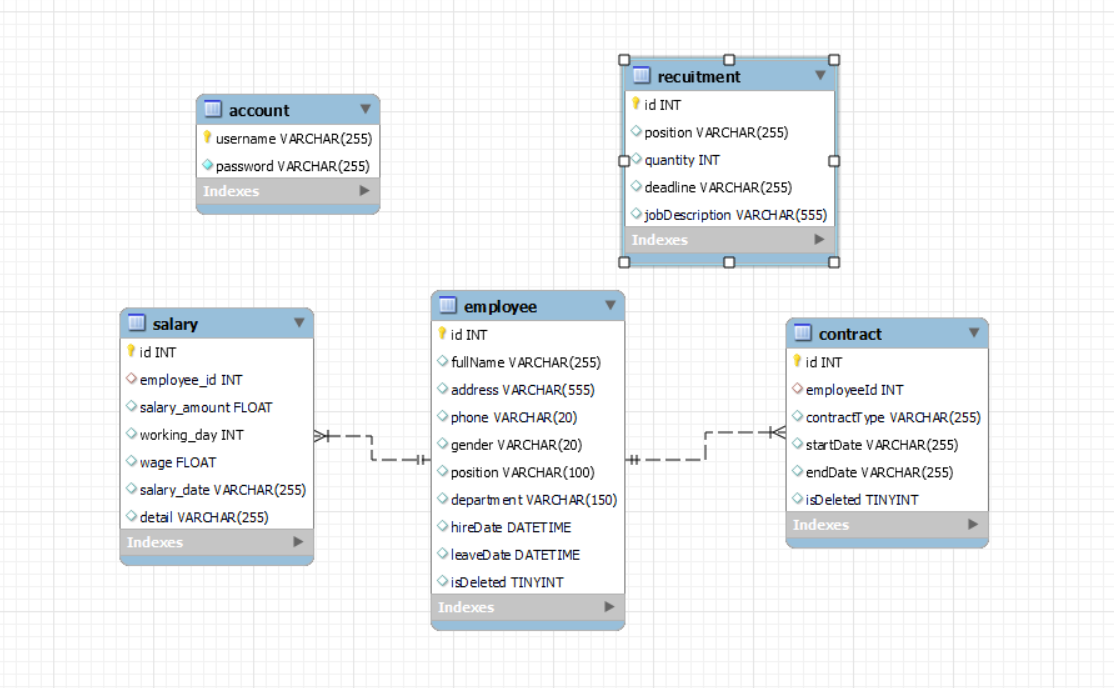 account
username VARCHAR(255)
password VARCHAR(255)
Indexes
recuitment
id INT
position VARCHAR(255)
quantity INT
deadline VARCHAR(255)
jobDescription VARCHAR(555)
Indexes
salary
id INT
employee_id INT
salary_amount FLOAT
working_day INT
wage FLOAT
salary_date VARCHAR(255)
detail VARCHAR(255)
Indexes
employee
id INT
fullName VARCHAR(255)
address VARCHAR(555)
phone VARCHAR(20)
gender VARCHAR(20)
position VARCHAR(100)
department VARCHAR(150)
hireDate DATETIME
leaveDate DATETIME
isDeleted TINYINT
Indexes
contract
id INT
employeeId INT
contractType VARCHAR(255)
startDate VARCHAR(255)
endDate VARCHAR(255)
isDeleted TINYINT
Indexes